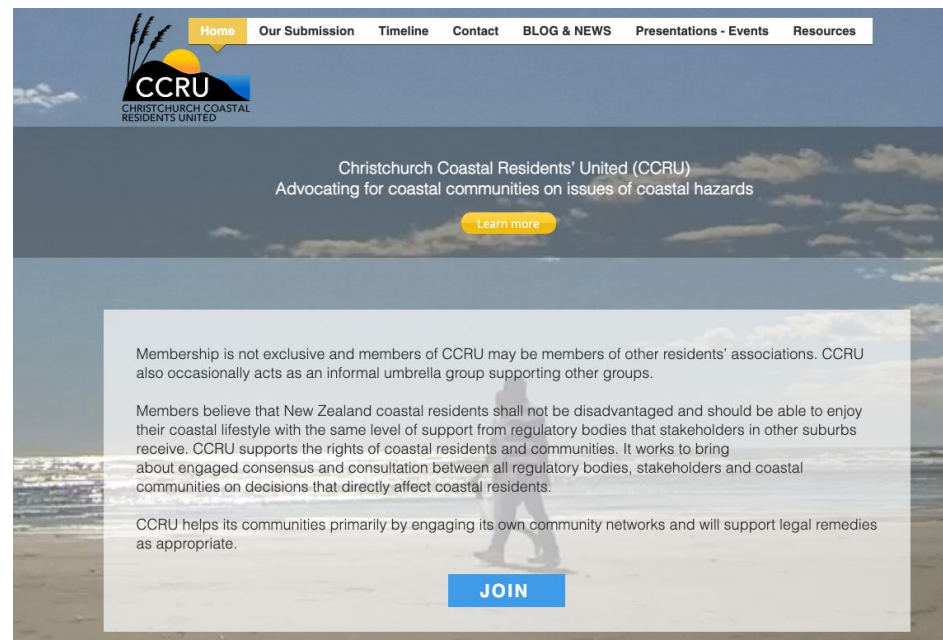 Home Our Submission Timeline Contact BLOG & NEWS Presentations - Events Resources
CCRU
CHRISTCHURCH COASTAL
RESIDENTS UNITED
Christchurch Coastal Residents' United (CCRU)
Advocating for coastal communities on issues of coastal hazards
Learn more
Membership is not exclusive and members of CCRU may be members of other residents' associations. CCRU
also occasionally acts as an informal umbrella group supporting other groups.
Members believe that New Zealand coastal residents shall not be disadvantaged and should be able to enjoy
their coastal lifestyle with the same level of support from regulatory bodies that stakeholders in other suburbs
receive. CCRU supports the rights of coastal residents and communities. It works to bring
about engaged consensus and consultation between all regulatory bodies, stakeholders and coastal
communities on decisions that directly affect coastal residents.
CCRU helps its communities primarily by engaging its own community networks and will support legal remedies
as appropriate.
JOIN